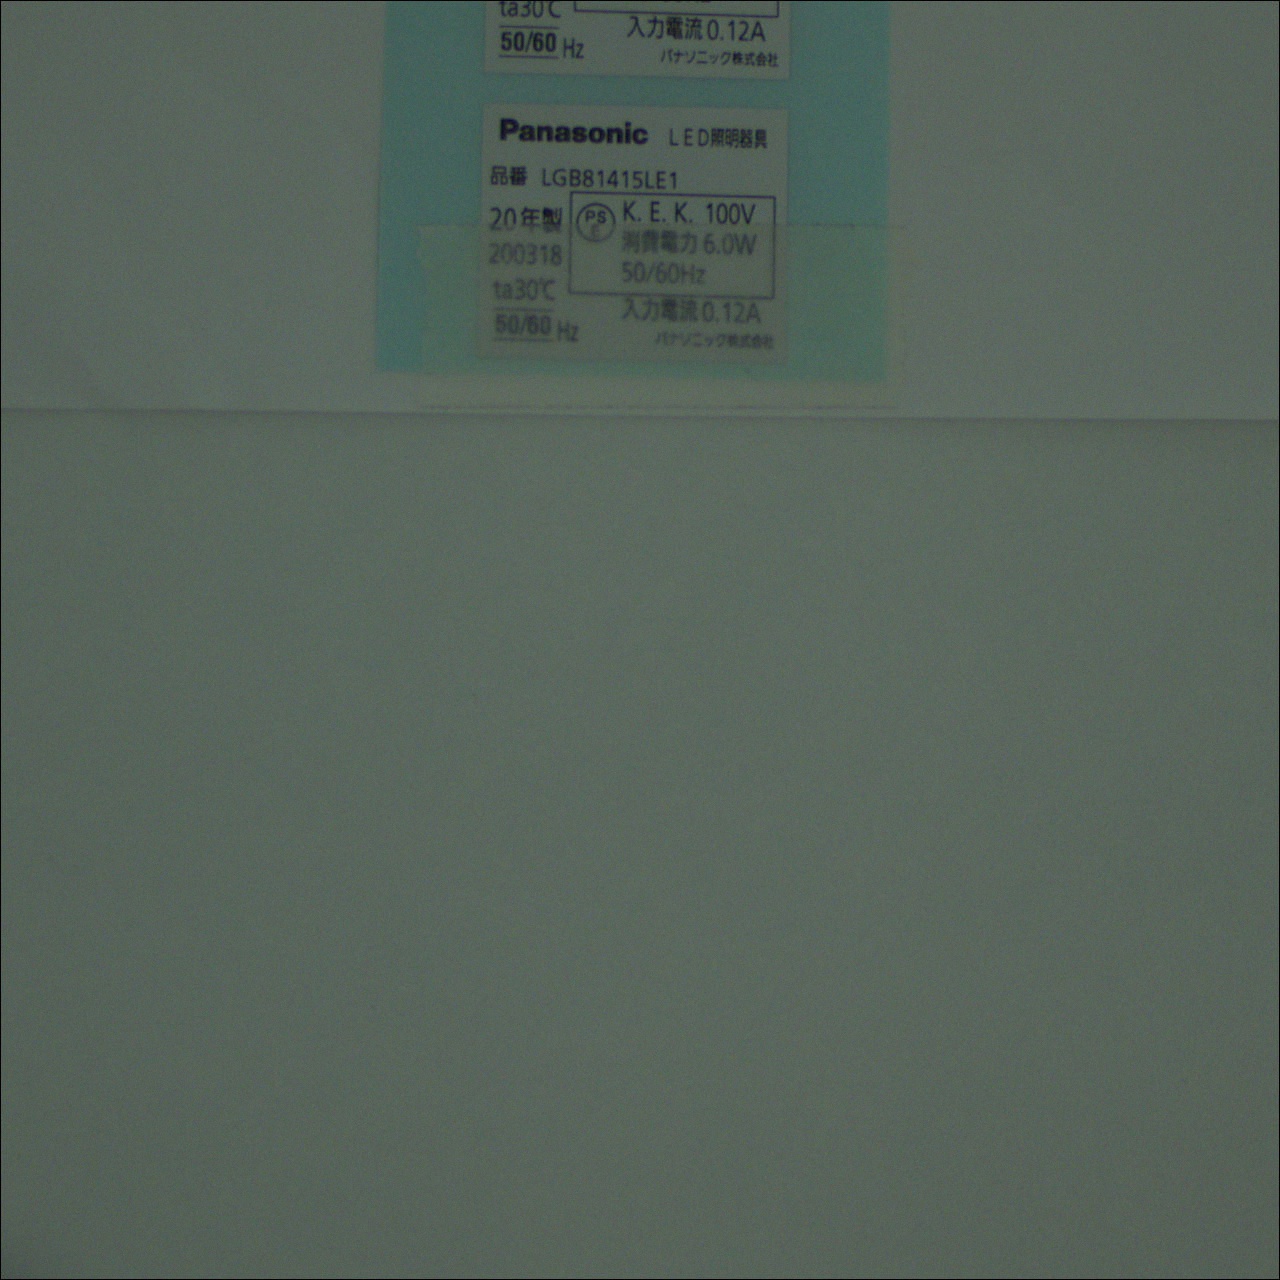 ta30℃
50/60 Hz
入力電流 0.12A
パナソニック株式会社
Panasonic LED照明器具
品番 LGB81415LE1
20年製
200318
ta30℃
50/60 Hz
PS
E
K. E. K. 100V
消費電力 6.0W
50/60Hz
入力電流 0.12A
パナソニック株式会社